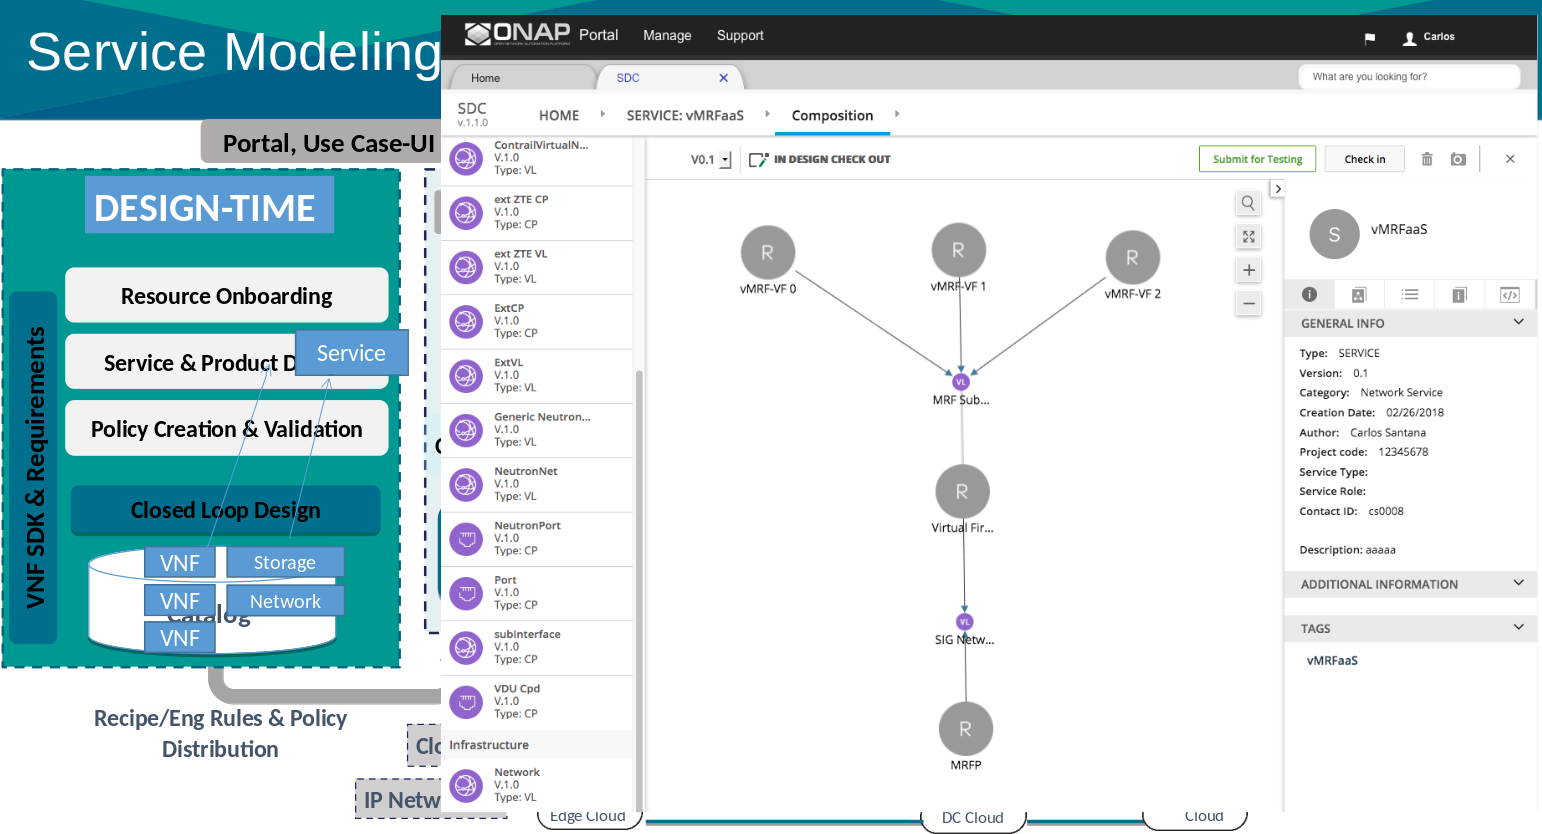 Service Modeling
Portal, Use Case-UI
DESIGN-TIME
VNF SDK & Requirements
Resource Onboarding
Service & Product D
Service
Policy Creation & Validation
Closed Loop Design
VNF
Storage
VNF
Network
Catalog
VNF
Recipe/Eng Rules & Policy
Distribution
Clo
IP Netw
Edge Cloud
DC Cloud
Cloud
ONAP
OPEN NETWORK AUTOMATION PLATFORM
Portal
Manage
Support
Carlos
Home
SDC
What are you looking for?
SDC
v.1.1.0
HOME
SERVICE: vMRFaaS
Composition
ContrailVirtualN...
V.1.0
Type: VL
ext ZTE CP
V.1.0
Type: CP
ext ZTE VL
V.1.0
Type: VL
ExtCP
V.1.0
Type: CP
ExtVL
V.1.0
Type: VL
Generic Neutron...
V.1.0
Type: VL
NeutronNet
V.1.0
Type: VL
NeutronPort
V.1.0
Type: CP
Port
V.1.0
Type: CP
subInterface
V.1.0
Type: CP
VDU Cpd
V.1.0
Type: CP
Infrastructure
Network
V.1.0
Type: VL
V0.1
IN DESIGN CHECK OUT
Submit for Testing
Check in
R
vMRF-VF 0
R
vMRF-VF 1
R
vMRF-VF 2
VL
MRF Sub...
R
Virtual Fir...
VL
SIG Netw...
R
MRFP
S
vMRFaaS
GENERAL INFO
Type: SERVICE
Version: 0.1
Category: Network Service
Creation Date: 02/26/2018
Author: Carlos Santana
Project code: 12345678
Service Type:
Service Role:
Contact ID: cs0008
Description: aaaaa
ADDITIONAL INFORMATION
TAGS
vMRFaaS